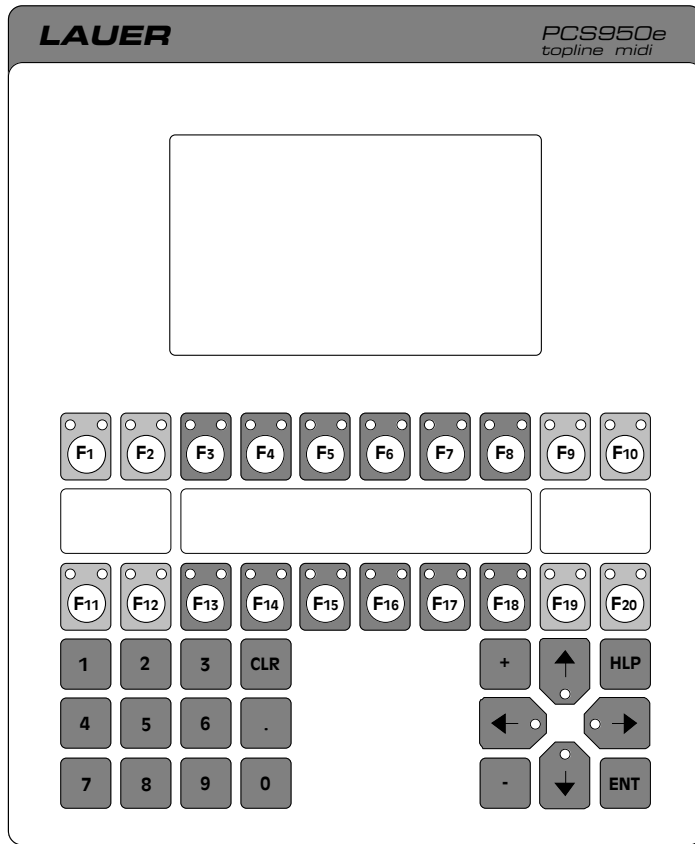 LAUER PCS950e
topline midi
F1 F2 F3 F4 F5 F6 F7 F8 F9 F10
F11 F12 F13 F14 F15 F16 F17 F18 F19 F20
1 2 3 CLR + HLP
4 5 6 .
7 8 9 0 - ENT